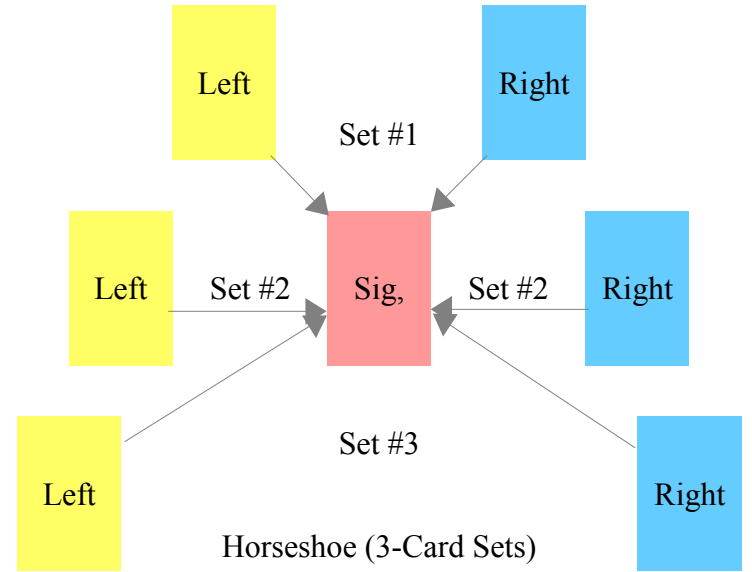 Left
Right
Set #1
Left
Set #2
Sig,
Set #2
Right
Set #3
Left
Right
Horseshoe (3-Card Sets)